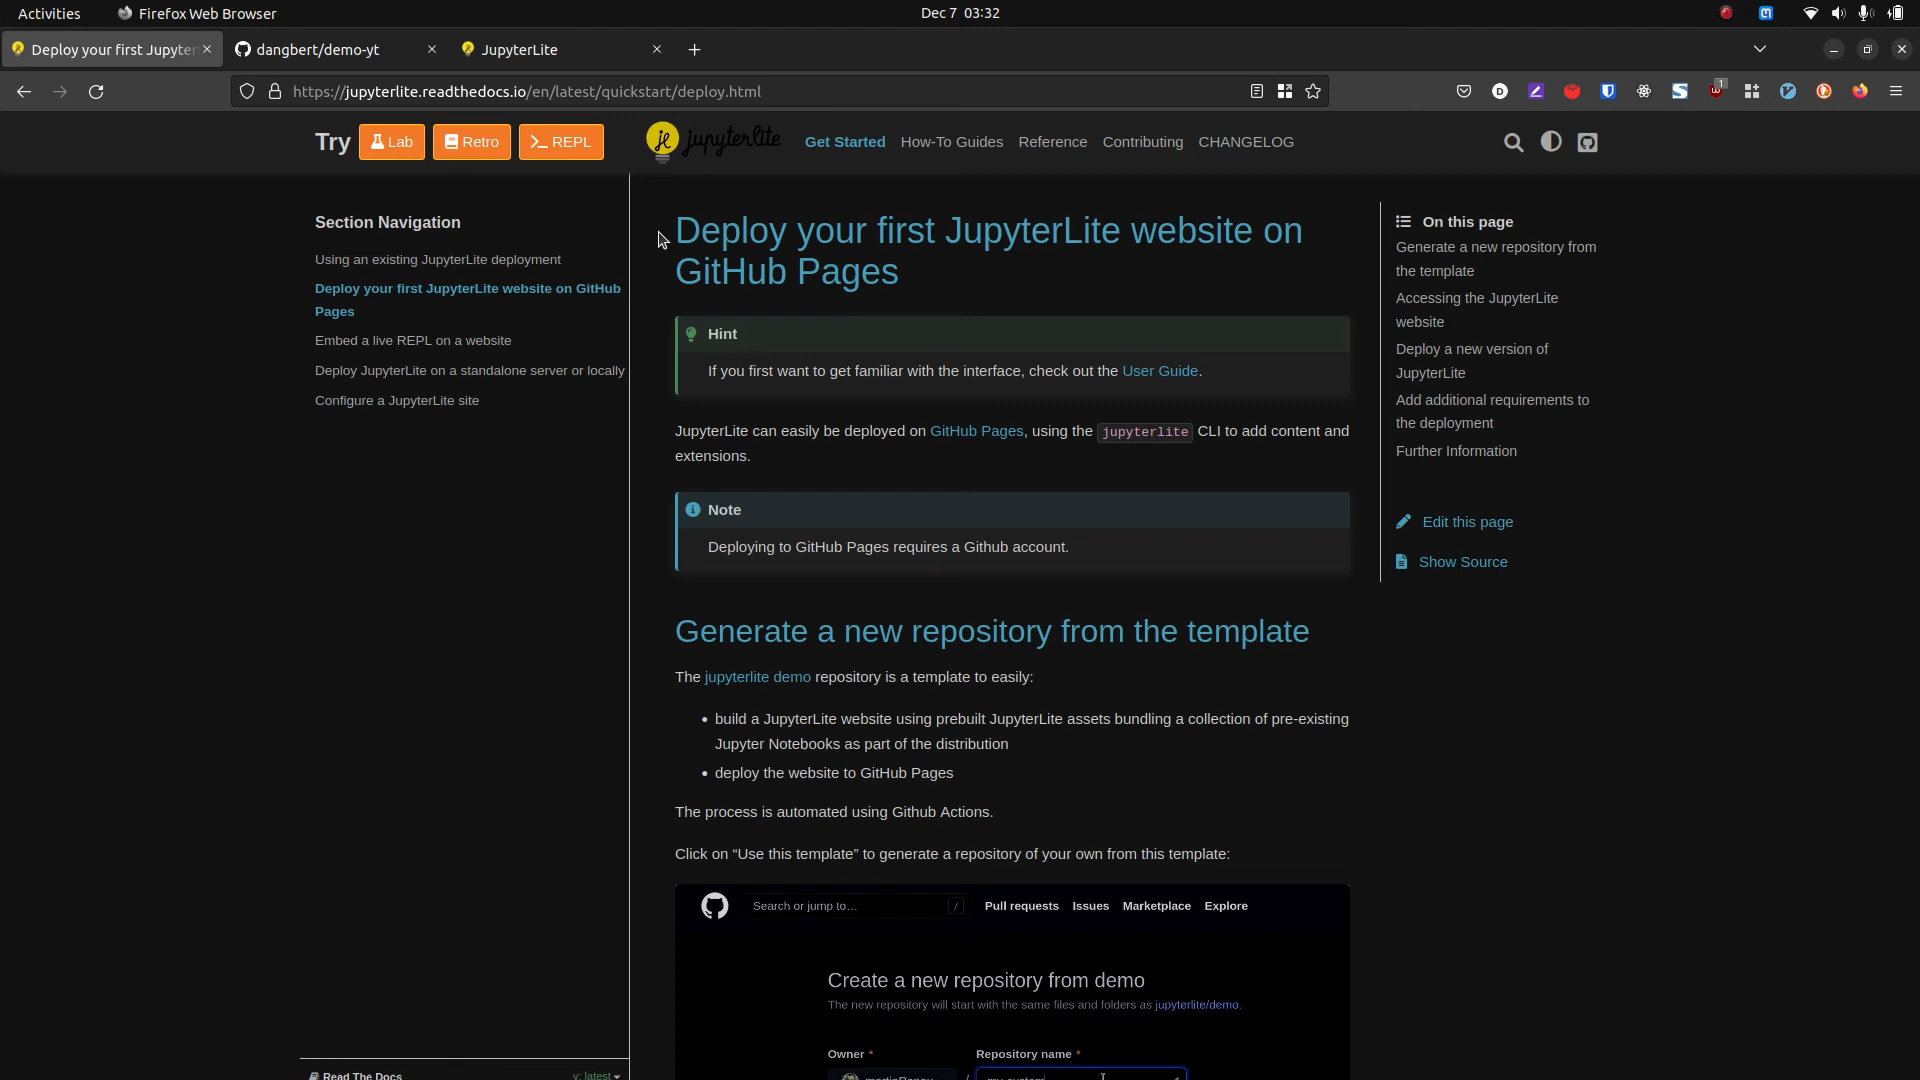 Activities
Firefox Web Browser
Dec 7 03:32
Deploy your first Jupyter
dangbert/demo-yt
JupyterLite
https://jupyterlite.readthedocs.io/en/latest/quickstart/deploy.html
1
Try
Lab
Retro
REPL
jupyterlite
Get Started
How-To Guides
Reference
Contributing
CHANGELOG
Section Navigation
Using an existing JupyterLite deployment
Deploy your first JupyterLite website on GitHub
Pages
Embed a live REPL on a website
Deploy JupyterLite on a standalone server or locally
Configure a JupyterLite site
Read The Docs
v: latest
Deploy your first JupyterLite website on
GitHub Pages
Hint
If you first want to get familiar with the interface, check out the User Guide.
JupyterLite can easily be deployed on GitHub Pages, using the jupyterlite CLI to add content and
extensions.
Note
Deploying to GitHub Pages requires a Github account.
Generate a new repository from the template
The jupyterlite demo repository is a template to easily:
• build a JupyterLite website using prebuilt JupyterLite assets bundling a collection of pre-existing
Jupyter Notebooks as part of the distribution
• deploy the website to GitHub Pages
The process is automated using Github Actions.
Click on “Use this template” to generate a repository of your own from this template:
Search or jump to…
/
Pull requests
Issues
Marketplace
Explore
Create a new repository from demo
The new repository will start with the same files and folders as jupyterlite/demo.
Owner *
Repository name *
/
On this page
Generate a new repository from
the template
Accessing the JupyterLite
website
Deploy a new version of
JupyterLite
Add additional requirements to
the deployment
Further Information
Edit this page
Show Source